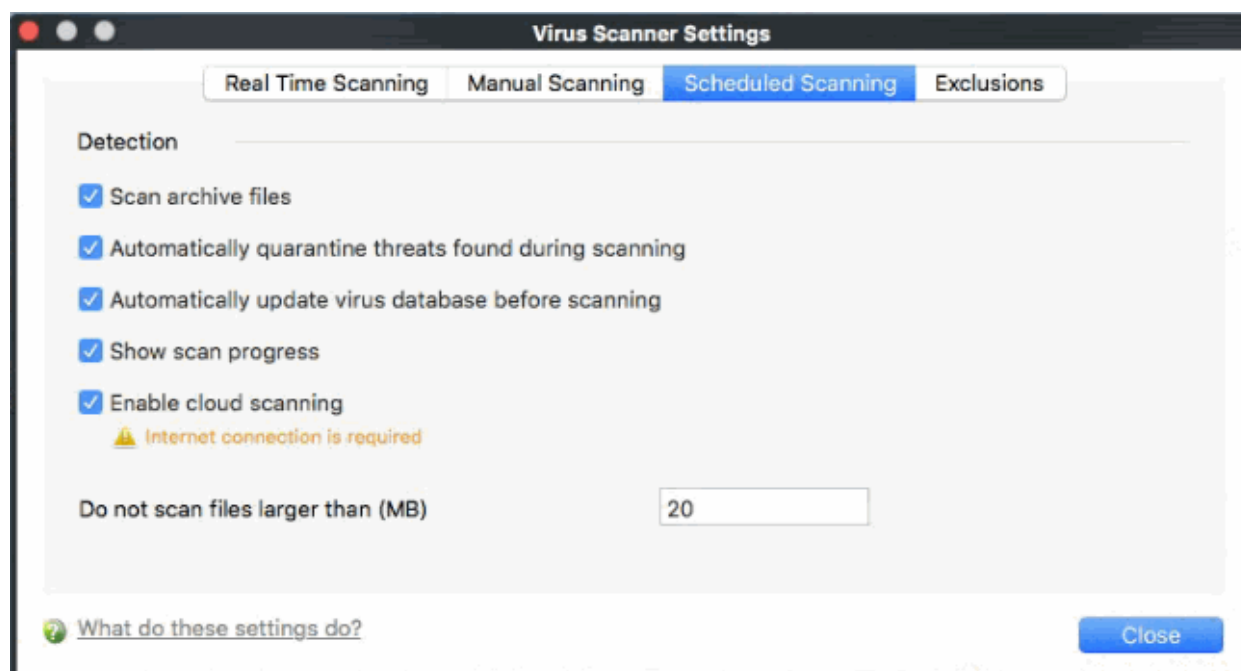 Virus Scanner Settings
Real Time Scanning Manual Scanning Scheduled Scanning Exclusions
Detection
Scan archive files
Automatically quarantine threats found during scanning
Automatically update virus database before scanning
Show scan progress
Enable cloud scanning
Internet connection is required
Do not scan files larger than (MB) 20
What do these settings do? Close